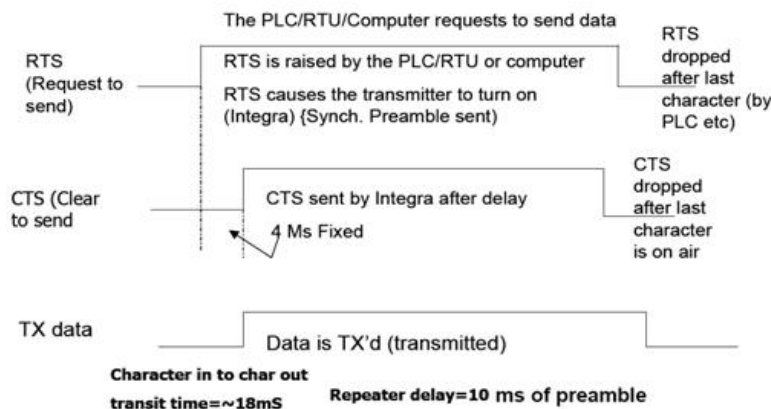 The PLC/RTU/Computer requests to send data
RTS
(Request to
send)
RTS is raised by the PLC/RTU or computer
RTS causes the transmitter to turn on
(Integra) {Synch. Preamble sent)
RTS
dropped
after last
character (by
PLC etc)
CTS (Clear
to send
CTS sent by Integra after delay
4 Ms Fixed
CTS
dropped
after last
character
is on air
TX data
Data is TX'd (transmitted)
Character in to char out
transit time=~18mS
Repeater delay=10 ms of preamble